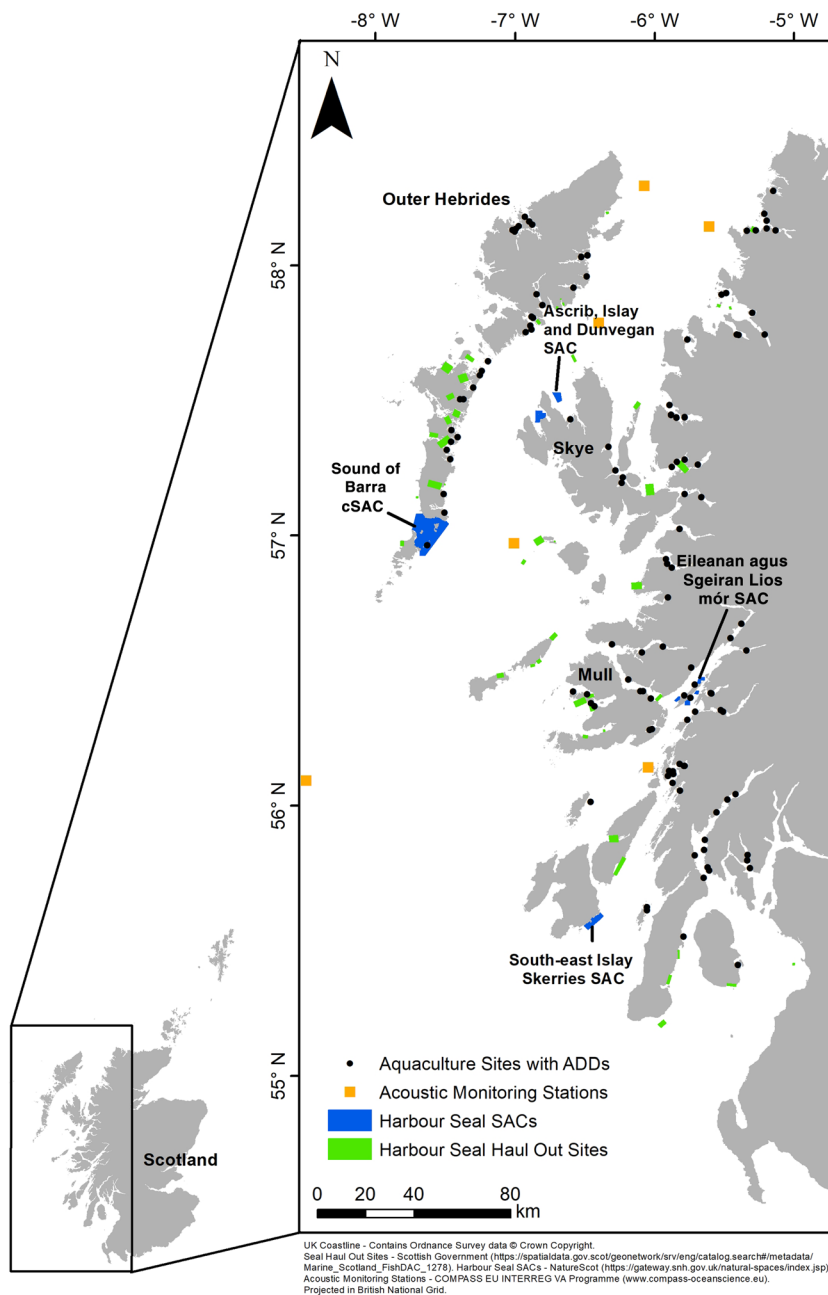 -8° W
-7° W
-6° W
-5° W
N
Outer Hebrides
58° N
Ascrib, Islay
and Dunvegan
SAC
Skye
Sound of
Barra
cSAC
57° N
Eileanan agus
Sgeiran Lios
mór SAC
Mull
56° N
South-east Islay
Skerries SAC
55° N
Aquaculture Sites with ADDs
Acoustic Monitoring Stations
Harbour Seal SACs
Harbour Seal Haul Out Sites
Scotland
0 20 40 80
km
UK Coastline - Contains Ordnance Survey data © Crown Copyright.
Seal Haul Out Sites - Scottish Government (https://spatialdata.gov.scot/geonetwork/srv/eng/catalog.search#/metadata/
Marine_Scotland_FishDAC_1278). Harbour Seal SACs - NatureScot (https://gateway.snh.gov.uk/natural-spaces/index.jsp)
Acoustic Monitoring Stations - COMPASS EU INTERREG VA Programme (www.compass-oceanscience.eu).
Projected in British National Grid.